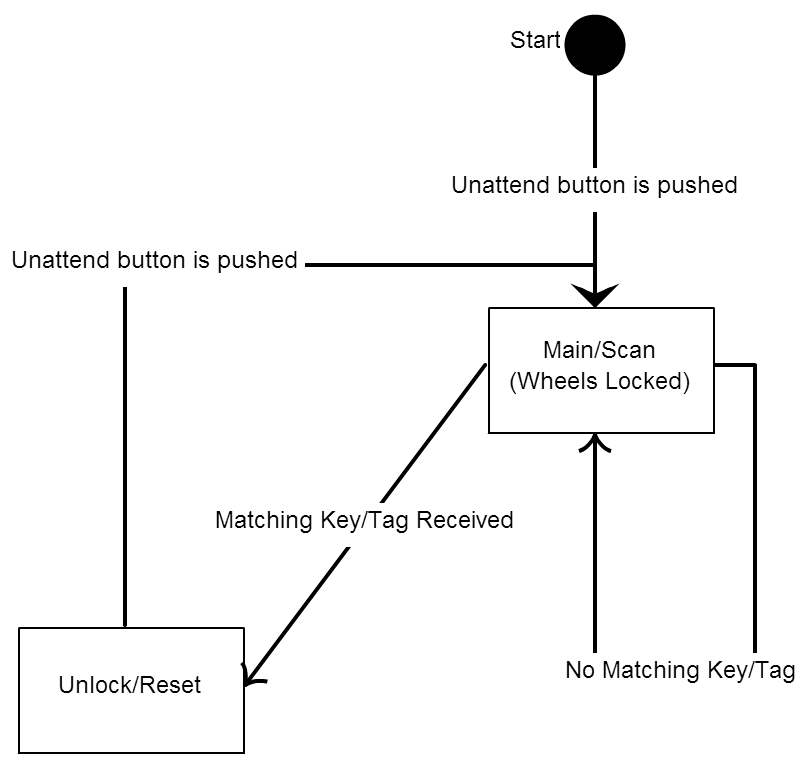 Start
Unattend button is pushed
Unattend button is pushed
Main/Scan
(Wheels Locked)
Matching Key/Tag Received
No Matching Key/Tag
Unlock/Reset